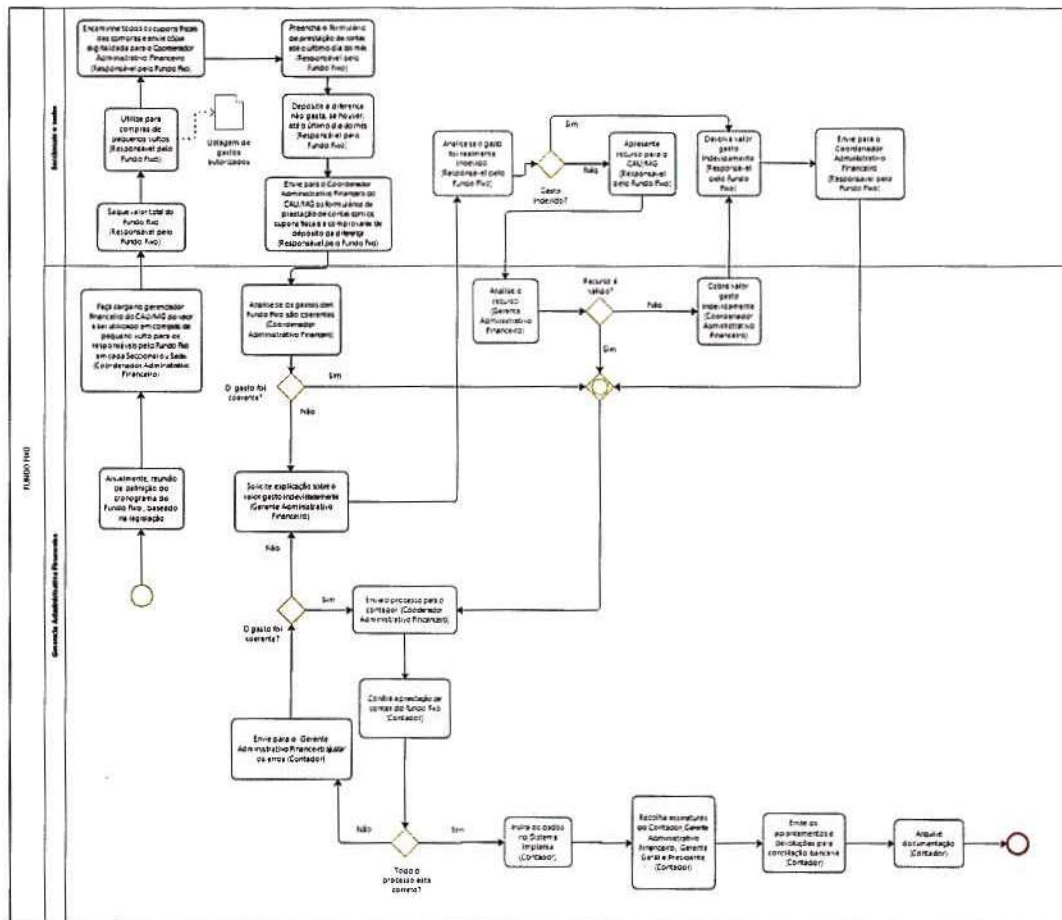 FUNDO FIXO
Gerencia Administrativa Financeira
Encaminhe todos os cupons fiscais
das compras e envie cópia
digitalizada para o Coordenador
Administrativo Financeiro
(Responsável pelo Fundo Fixo)
Preencha o formulário
de prestação de contas
até o último dia do mês
(Responsável pelo
Fundo Fixo)
Utilize para
compras de
pequenos vultos
(Responsável pelo
Fundo Fixo)
Listagem de
gastos
autorizados
Deposite a diferença
não gasta, se houver,
até o último dia do mês
(Responsável pelo
Fundo Fixo)
Saque valor total do
Fundo Fixo
(Responsável pelo
Fundo Fixo)
Envie para o Coordenador
Administrativo Financeiro do
CAU/MG os formulários de
prestação de contas com os
cupons fiscais e comprovante de
depósito da diferença
(Responsável pelo Fundo Fixo)
Analise se o gasto
foi realmente
indevido
(Responsável pelo
Fundo Fixo)
Sim
Não
Gasto
indevido?
Apresente
recurso para o
CAU/MG
(Responsável pelo
Fundo Fixo)
Devolva valor
gasto
indevidamente
(Responsável
pelo Fundo
Fixo)
Envie para o
Coordenador
Administrativo
Financeiro
(Responsável pelo
Fundo Fixo)
Faça carga no gerenciador
financeiro do CAU/MG do valor
a ser utilizado em compras de
pequeno vulto para os
responsáveis pelo Fundo Fixo
em cada Seccional ou Sede
(Coordenador Administrativo
Financeiro)
Analise se os gastos com
Fundo Fixo são coerentes
(Coordenador
Administrativo Financeiro)
Analise o
recurso
(Gerente
Administrativo
Financeiro)
Recurso é
válido?
Não
Sim
Cobre valor
gasto
indevidamente
(Coordenador
Administrativo
Financeiro)
O gasto foi
coerente?
Sim
Não
Anualmente, reunião
de definição do
cronograma do
Fundo Fixo, baseado
na legislação
Solicite explicação sobre o
valor gasto indevidamente
(Gerente Administrativo
Financeiro)
Não
O gasto foi
coerente?
Sim
Envie o processo para o
contador (Coordenador
Administrativo Financeiro)
Confira a prestação de
contas do fundo fixo
(Contador)
Envie para o Gerente
Administrativo Financeiro ajustar
os erros (Contador)
Não
Sim
Todo o
processo está
correto?
Insira os dados
no Sistema
Implanta
(Contador)
Recolha assinaturas
do Contador, Gerente
Administrativo
Financeiro, Gerente
Geral e Presidente
(Contador)
Envie os
apontamentos e
devoluções para
conciliação bancária
(Contador)
Arquive
documentação
(Contador)